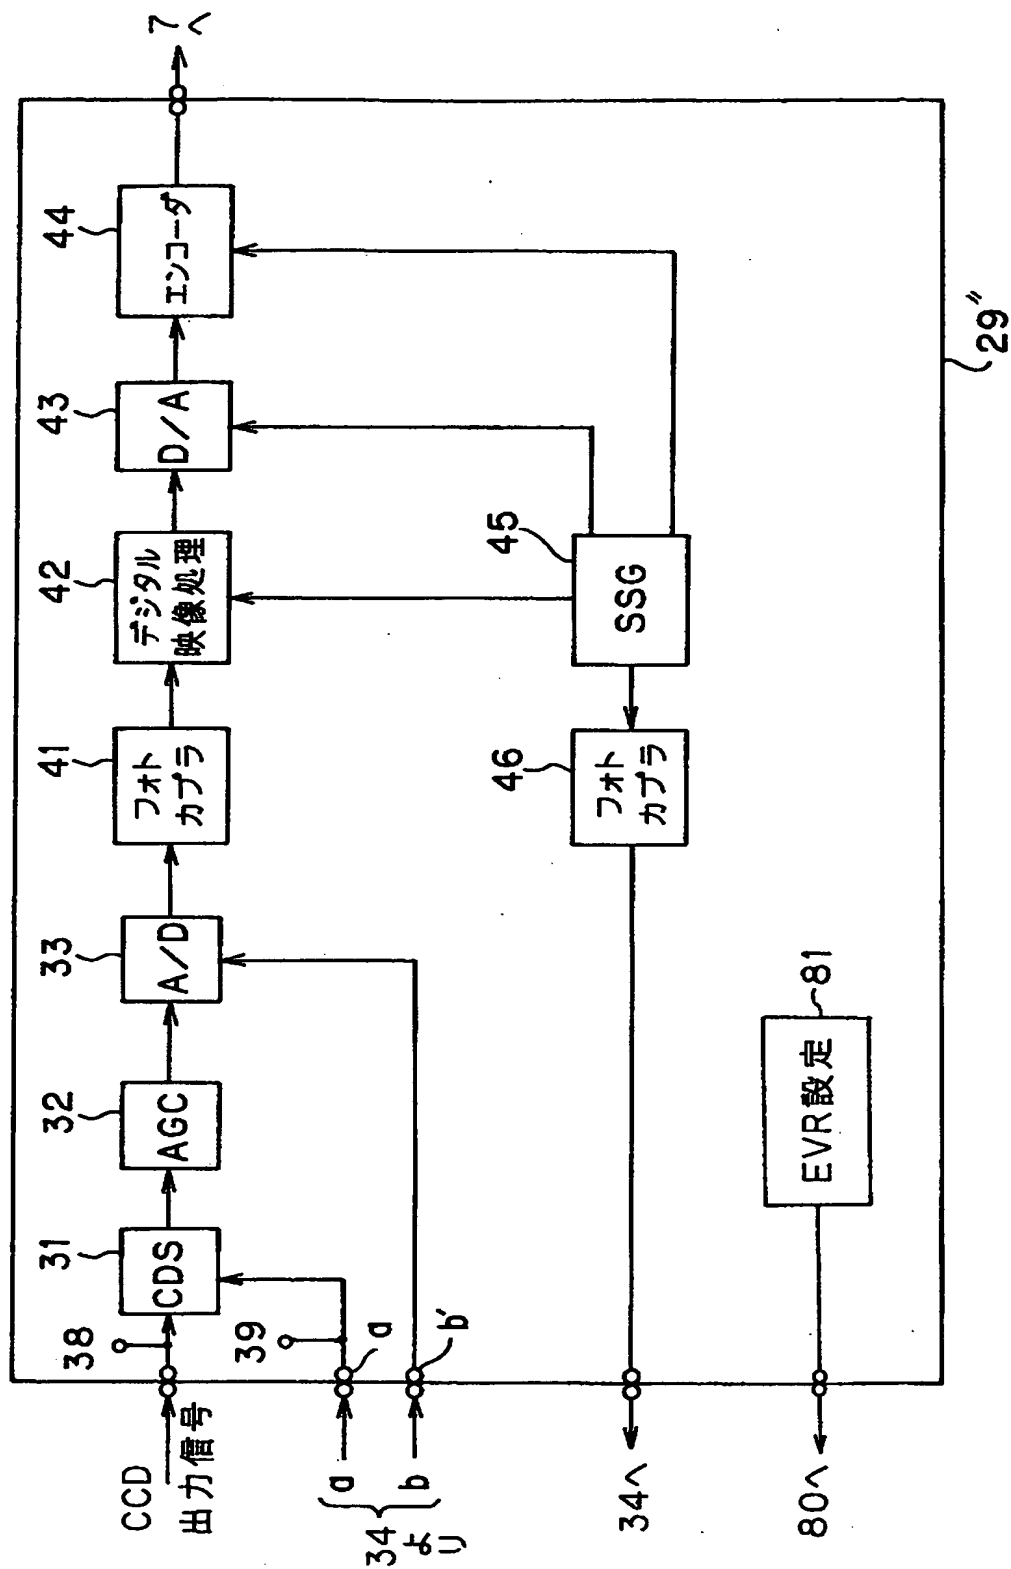 CCD
出力信号
38
31
CDS
32
AGC
33
A/D
41
フォト
カプラ
42
デジタル
映像処理
43
D/A
44
エンコーダ
7
へ
34
より
a
b
39
a
b'
45
SSG
46
フォト
カプラ
34へ
80へ
EVR設定
81
29''